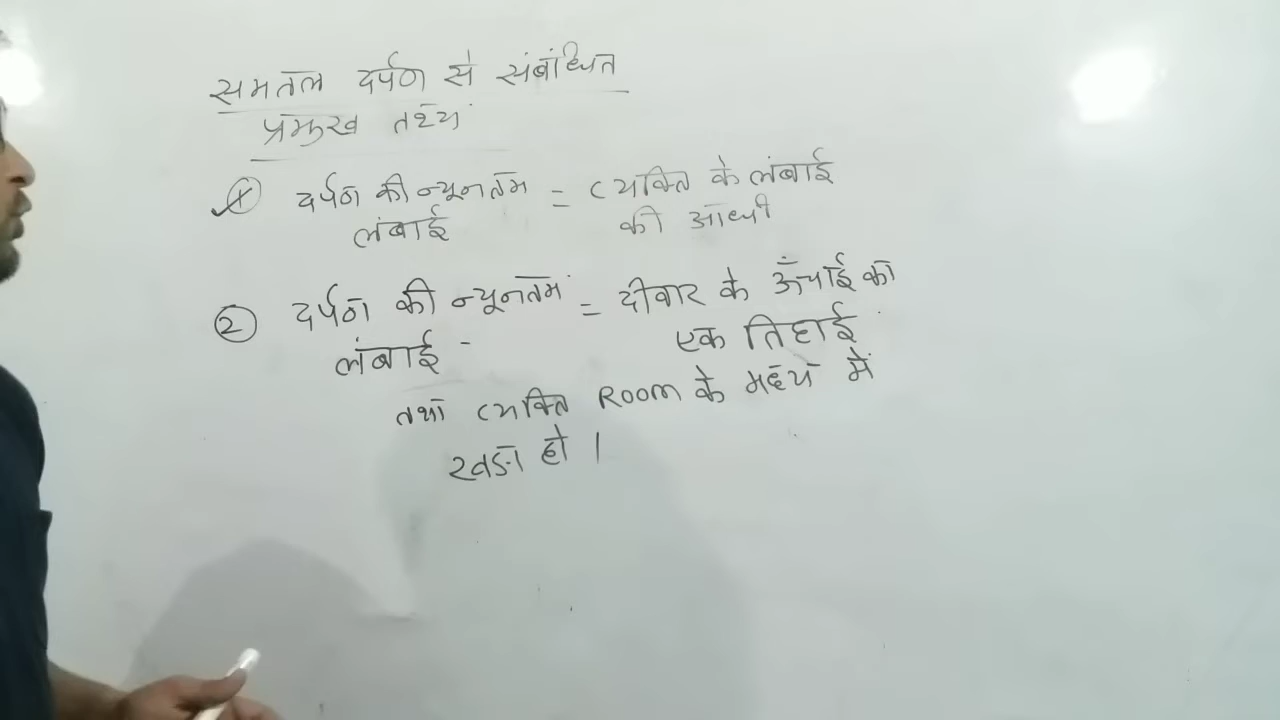 समतल दर्पण से संबंधित
प्रमुख तथ्य
① दर्पण की न्यूनतम = व्यक्ति के लंबाई
लंबाई की आधी
② दर्पण की न्यूनतम = दीवार के ऊँचाई का
लंबाई - एक तिहाई
तथा व्यक्ति Room के मध्य में
खड़ा हो ।